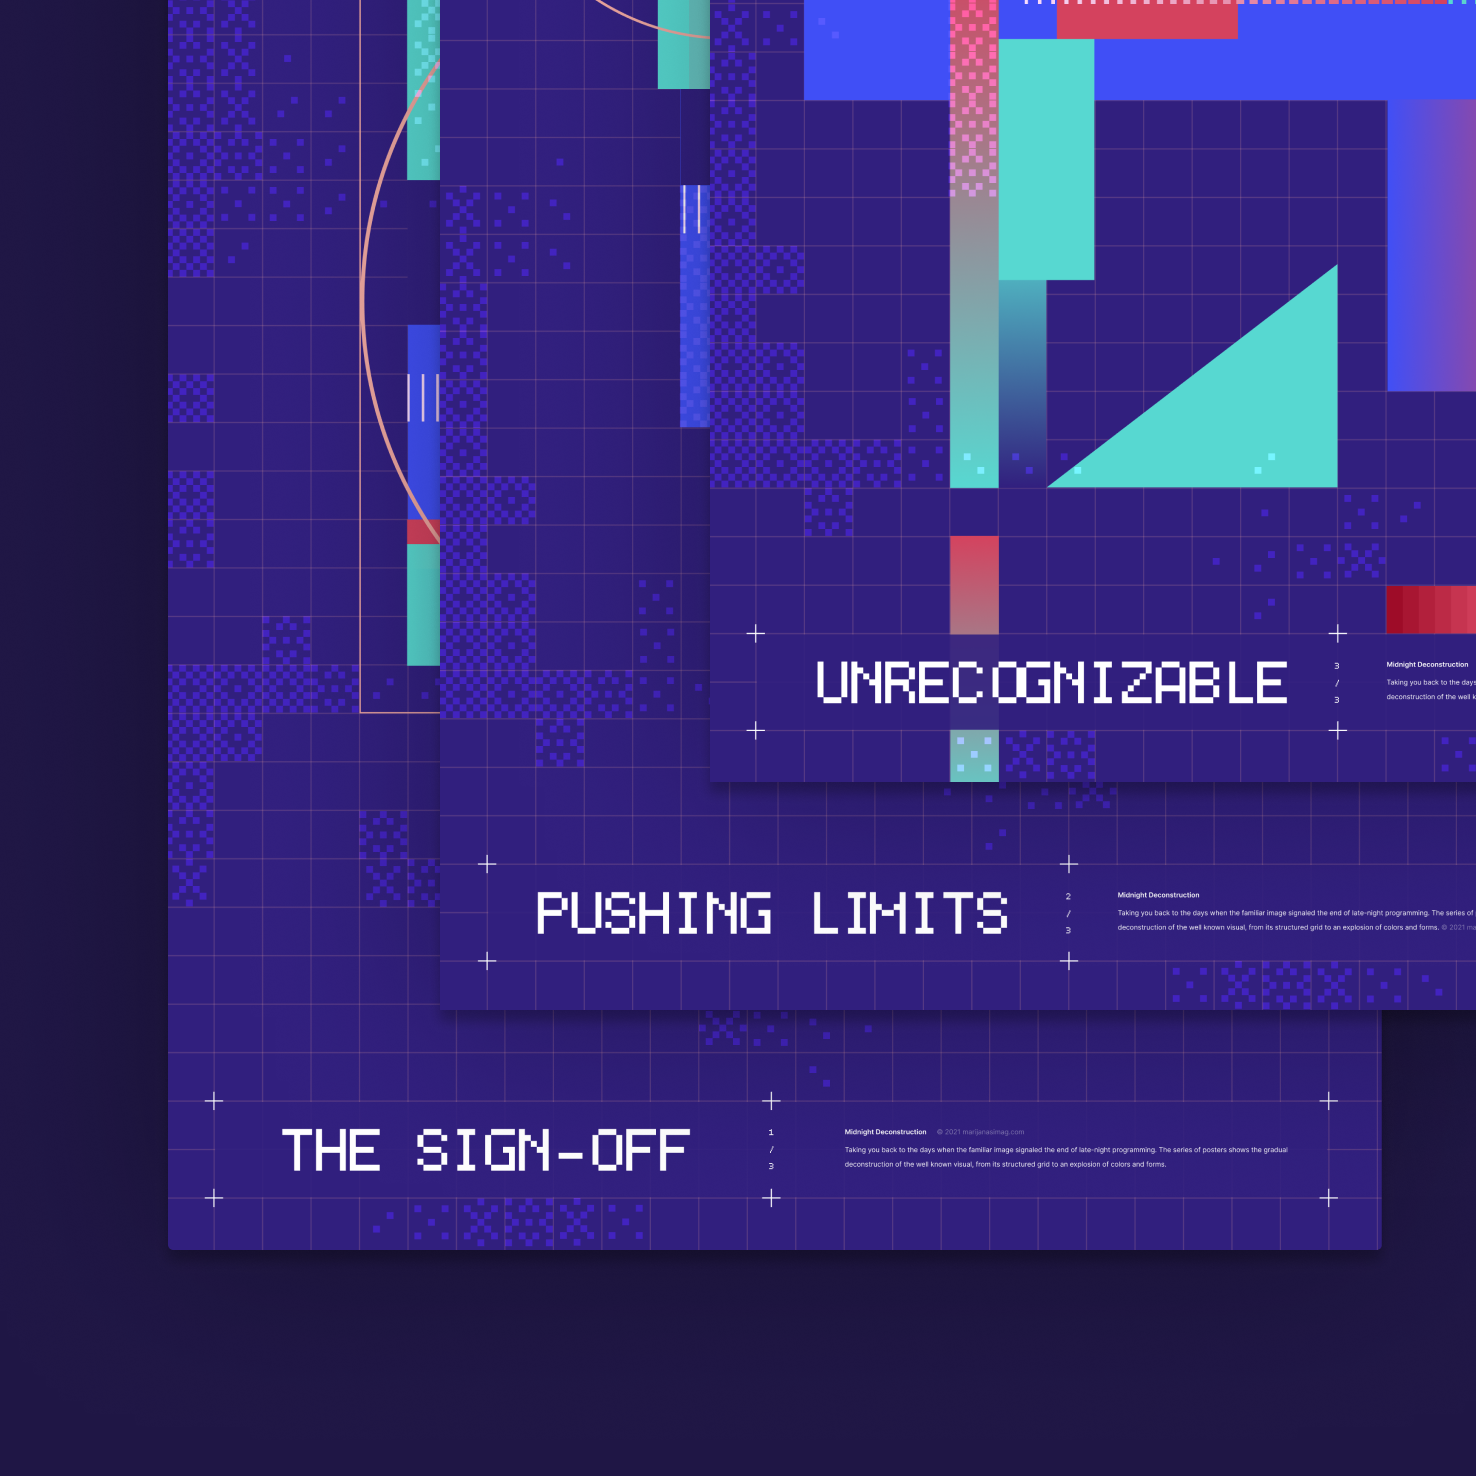 UNRECOGNIZABLE
3
/
3
Midnight Deconstruction
Taking you back to the days
deconstruction of the well k
PUSHING LIMITS
2
/
3
Midnight Deconstruction
Taking you back to the days when the familiar image signaled the end of late-night programming. The series of
deconstruction of the well known visual, from its structured grid to an explosion of colors and forms. © 2021 ma
THE SIGN-OFF
1
/
3
Midnight Deconstruction © 2021 marijanasimag.com
Taking you back to the days when the familiar image signaled the end of late-night programming. The series of posters shows the gradual
deconstruction of the well known visual, from its structured grid to an explosion of colors and forms.